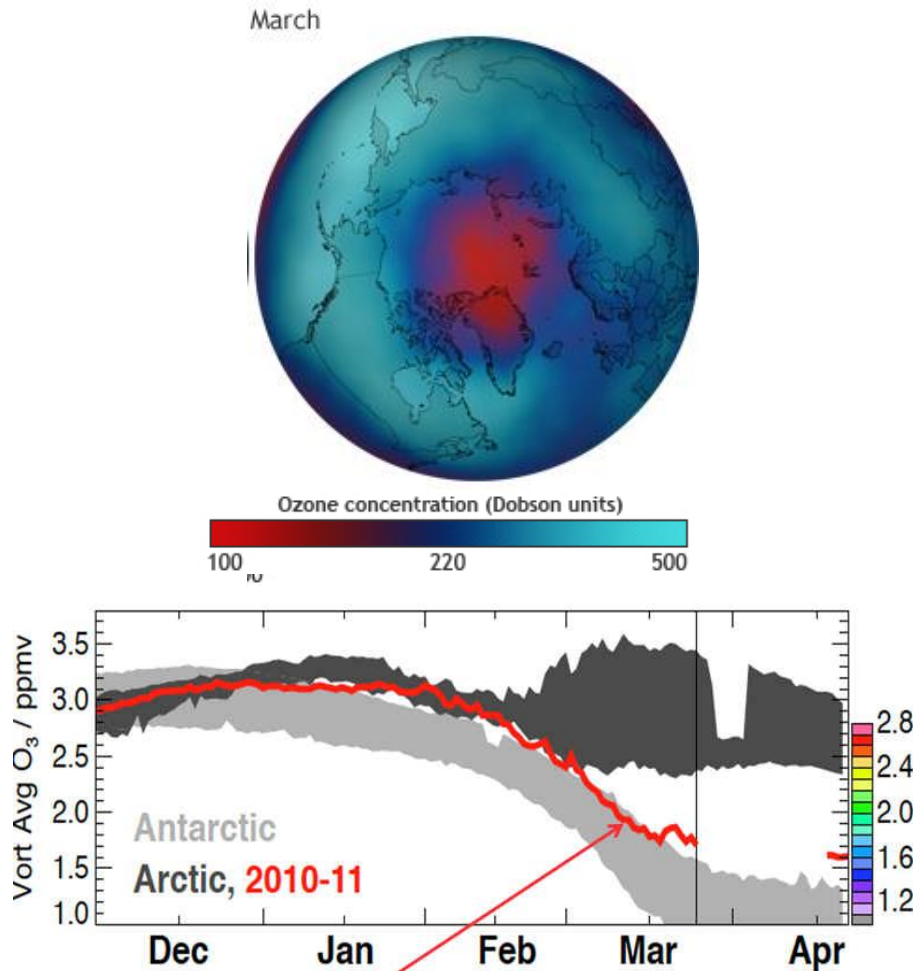 March
Ozone concentration (Dobson units)
100 220 500
Vort Avg O₃ / ppmv
3.5
3.0
2.5
2.0
1.5
1.0
Antarctic
Arctic, 2010-11
2.8
2.4
2.0
1.6
1.2
Dec Jan Feb Mar Apr